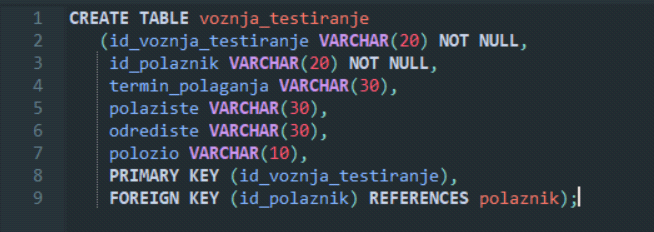 1 CREATE TABLE voznja_testiranje
2 (id_voznja_testiranje VARCHAR(20) NOT NULL,
3 id_polaznik VARCHAR(20) NOT NULL,
4 termin_polaganja VARCHAR(30),
5 polaziste VARCHAR(30),
6 odrediste VARCHAR(30),
7 polozio VARCHAR(10),
8 PRIMARY KEY (id_voznja_testiranje),
9 FOREIGN KEY (id_polaznik) REFERENCES polaznik);